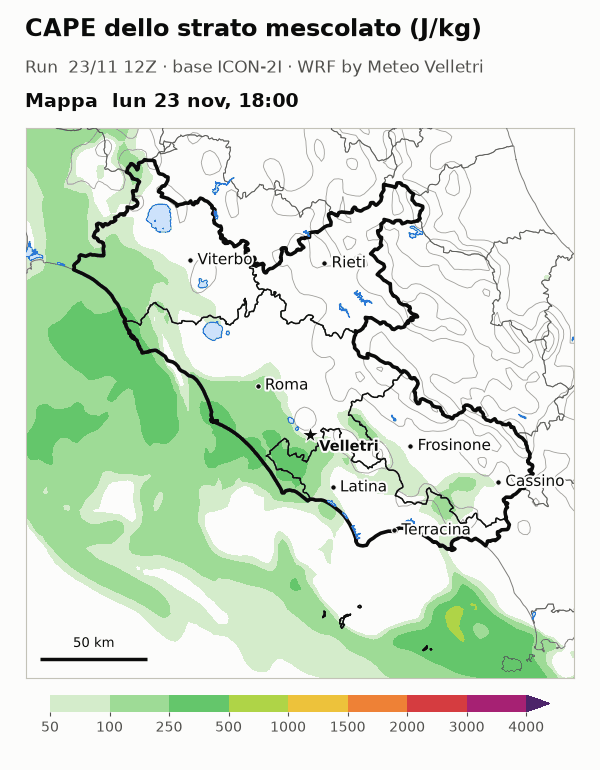 CAPE dello strato mescolato (J/kg)
Run  23/11 12Z · base ICON-2I · WRF by Meteo Velletri
Mappa  lun 23 nov, 18:00
Viterbo
Rieti
Roma
Velletri
Frosinone
Latina
Cassino
Terracina
50 km
50 100 250 500 1000 1500 2000 3000 4000